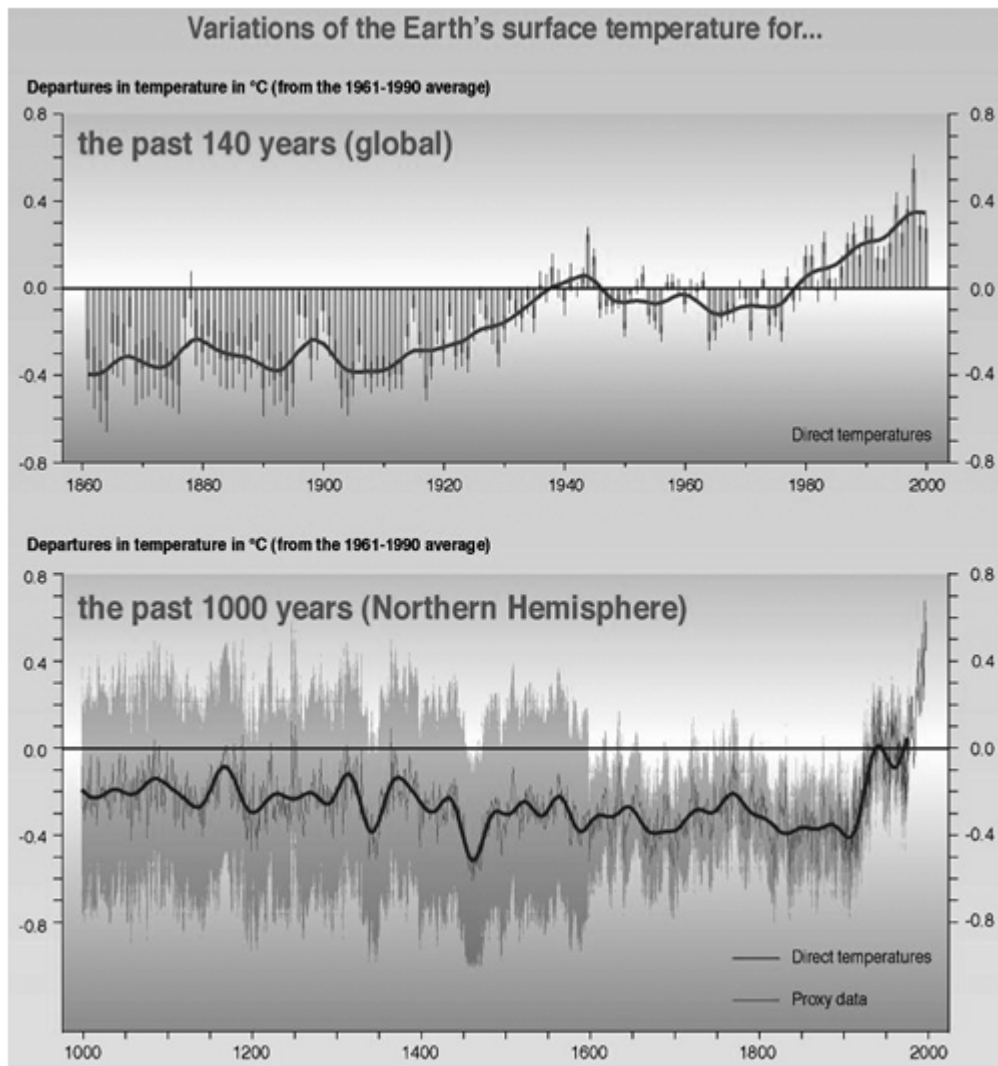 Variations of the Earth's surface temperature for...
Departures in temperature in °C (from the 1961-1990 average)
the past 140 years (global)
0.8 0.8
0.4 0.4
0.0 0.0
-0.4 -0.4
Direct temperatures
-0.8 -0.8
1860 1880 1900 1920 1940 1960 1980 2000
Departures in temperature in °C (from the 1961-1990 average)
the past 1000 years (Northern Hemisphere)
0.8 0.8
0.4 0.4
0.0 0.0
-0.4 -0.4
-0.8 -0.8
Direct temperatures
Proxy data
1000 1200 1400 1600 1800 2000